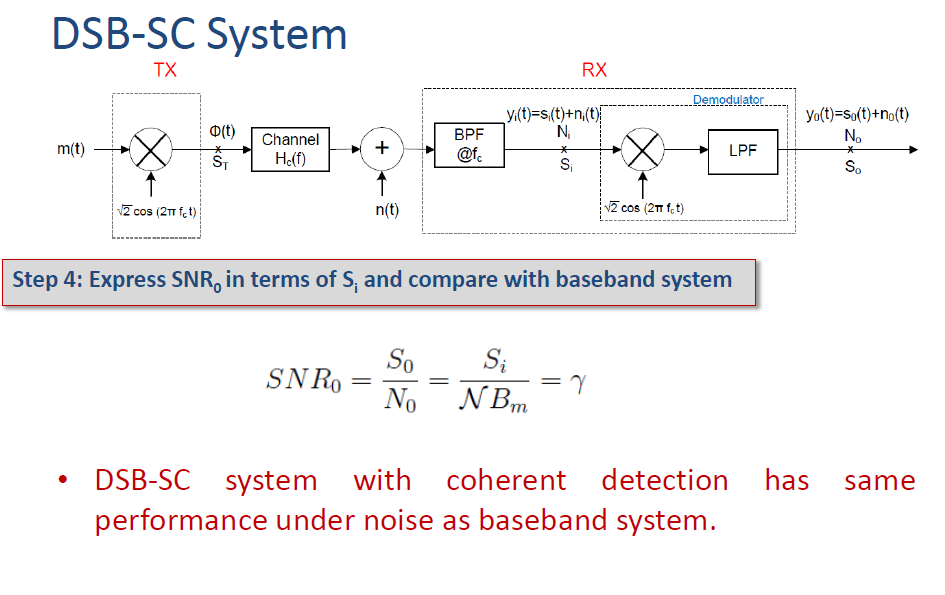 DSB-SC System
TX
RX
Demodulator
m(t)
Φ(t)
S_T
Channel
H_c(f)
+
BPF
@f_c
y_i(t)=s_i(t)+n_i(t)
N_i
S_i
LPF
y_0(t)=s_0(t)+n_0(t)
N_o
S_o
√2 cos (2π f_c t)
n(t)
√2 cos (2π f_c t)
Step 4: Express SNR_0 in terms of S_i and compare with baseband system
SNR_0 = S_0 / N_0 = S_i / 𝒩 B_m = γ
• DSB-SC system with coherent detection has same
performance under noise as baseband system.